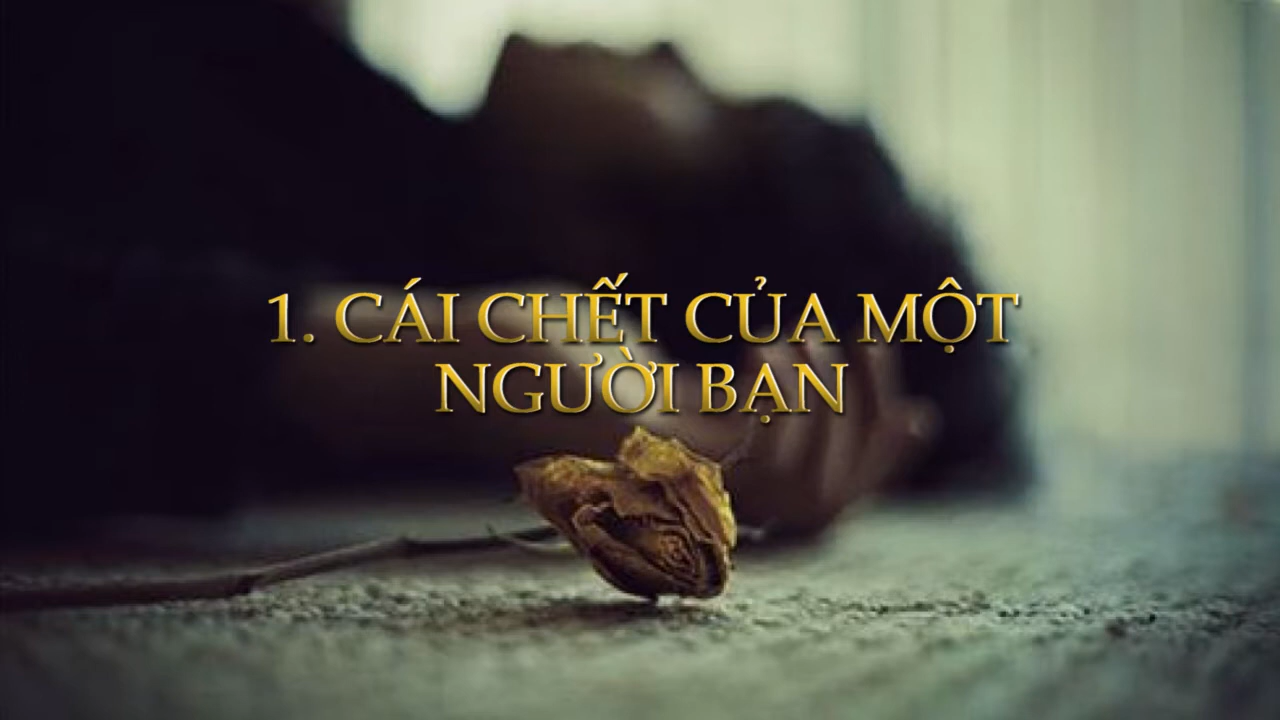 1. CÁI CHẾT CỦA MỘT
NGƯỜI BẠN